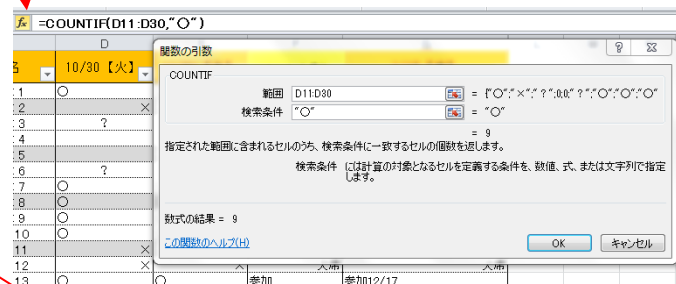 fx =COUNTIF(D11:D30,"○")
D
名 10/30 【火】
関数の引数
COUNTIF
範囲 D11:D30 = {"○";"×";"？";0;0;"？";"○";"○";"○"
検索条件 "○" = "○"
= 9
指定された範囲に含まれるセルのうち、検索条件に一致するセルの個数を返します。
検索条件 には計算の対象となるセルを定義する条件を、数値、式、または文字列で指定
します。
数式の結果 = 9
この関数のヘルプ(H) OK キャンセル
1 ○
2 ×
3 ?
4
5
6 ?
7 ○
8 ○
9 ○
10 ○
11 ×
12 × × 欠席 欠席
13 ○ ○ 参加 参加12/17